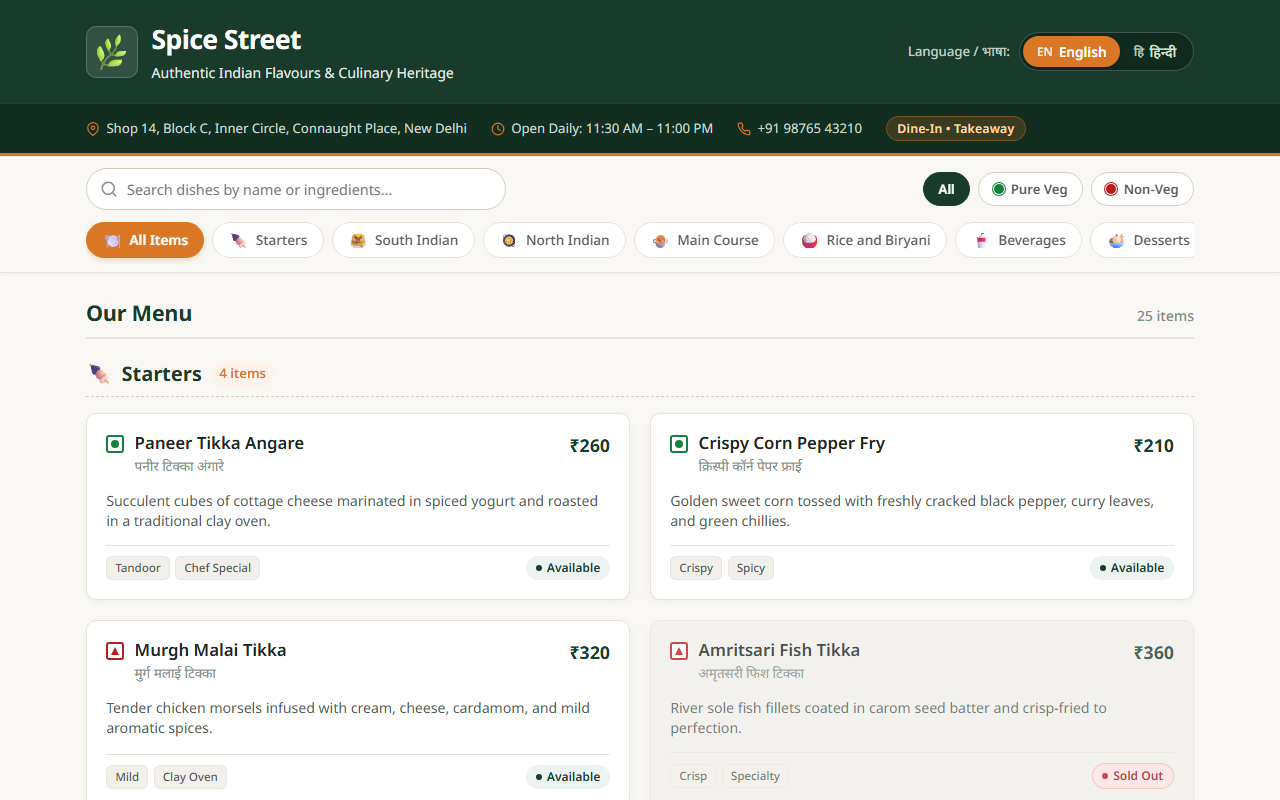 Spice Street
Authentic Indian Flavours & Culinary Heritage
Language / भाषा:
EN English
हि हिन्दी
Shop 14, Block C, Inner Circle, Connaught Place, New Delhi
Open Daily: 11:30 AM – 11:00 PM
+91 98765 43210
Dine-In • Takeaway
Search dishes by name or ingredients...
All
Pure Veg
Non-Veg
All Items
Starters
South Indian
North Indian
Main Course
Rice and Biryani
Beverages
Desserts
Our Menu
25 items
Starters
4 items
Paneer Tikka Angare
₹260
पनीर टिक्का अंगारे
Succulent cubes of cottage cheese marinated in spiced yogurt and roasted
in a traditional clay oven.
Tandoor
Chef Special
Available
Crispy Corn Pepper Fry
₹210
क्रिस्पी कॉर्न पेपर फ्राई
Golden sweet corn tossed with freshly cracked black pepper, curry leaves,
and green chillies.
Crispy
Spicy
Available
Murgh Malai Tikka
₹320
मुर्ग मलाई टिक्का
Tender chicken morsels infused with cream, cheese, cardamom, and mild
aromatic spices.
Mild
Clay Oven
Available
Amritsari Fish Tikka
₹360
अमृतसरी फिश टिक्का
River sole fish fillets coated in carom seed batter and crisp-fried to
perfection.
Crisp
Specialty
Sold Out